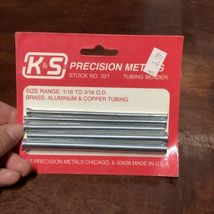 K&S
PRECISION METALS
STOCK NO. 321 TUBING BENDER
SIZE RANGE: 1/16 TO 3/16 O.D.
BRASS, ALUMINUM & COPPER TUBING
PRECISION METALS CHICAGO, IL 60638 MADE IN U.S.A.